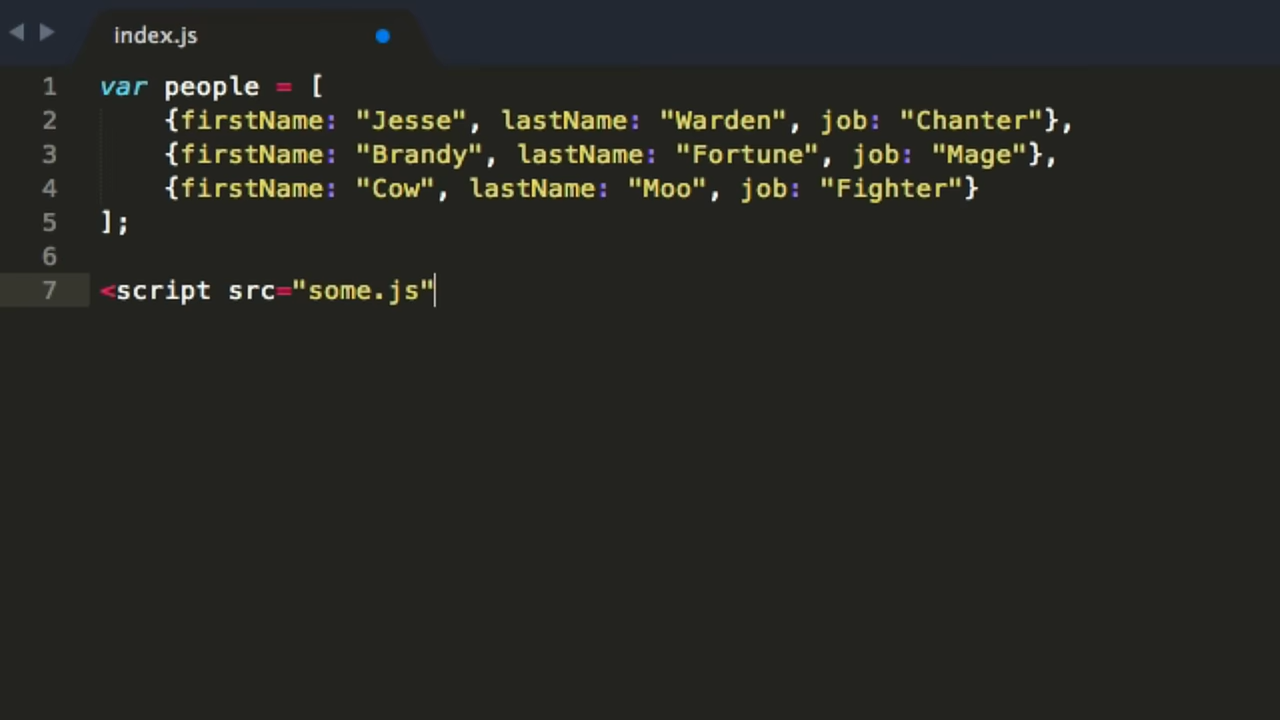 index.js
1 var people = [
2 {firstName: "Jesse", lastName: "Warden", job: "Chanter"},
3 {firstName: "Brandy", lastName: "Fortune", job: "Mage"},
4 {firstName: "Cow", lastName: "Moo", job: "Fighter"}
5 ];
6
7 <script src="some.js"